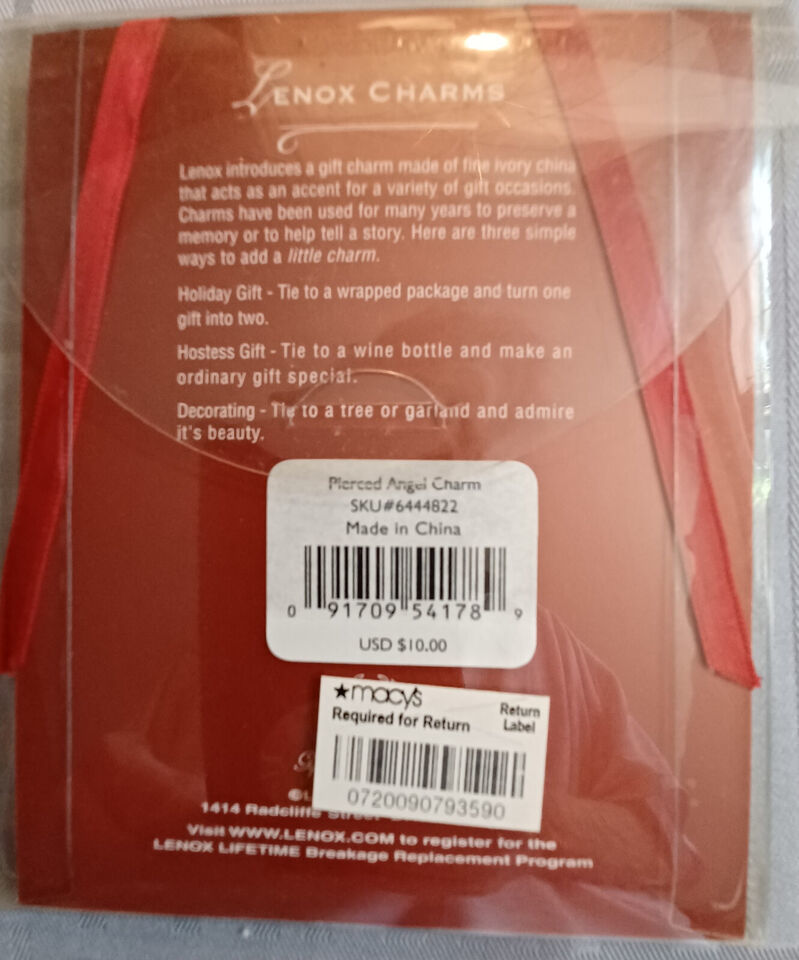 LENOX CHARMS
Lenox introduces a gift charm made of fine ivory china
that acts as an accent for a variety of gift occasions.
Charms have been used for many years to preserve a
memory or to help tell a story. Here are three simple
ways to add a little charm.
Holiday Gift - Tie to a wrapped package and turn one
gift into two.
Hostess Gift - Tie to a wine bottle and make an
ordinary gift special.
Decorating - Tie to a tree or garland and admire
it's beauty.
Pierced Angel Charm
SKU#6444822
Made in China
0 91709 54178 9
USD $10.00
★macy's
Required for Return
Return
Label
0720090793590
©L
1414 Radcliffe Street
Visit WWW.LENOX.COM to register for the
LENOX LIFETIME Breakage Replacement Program